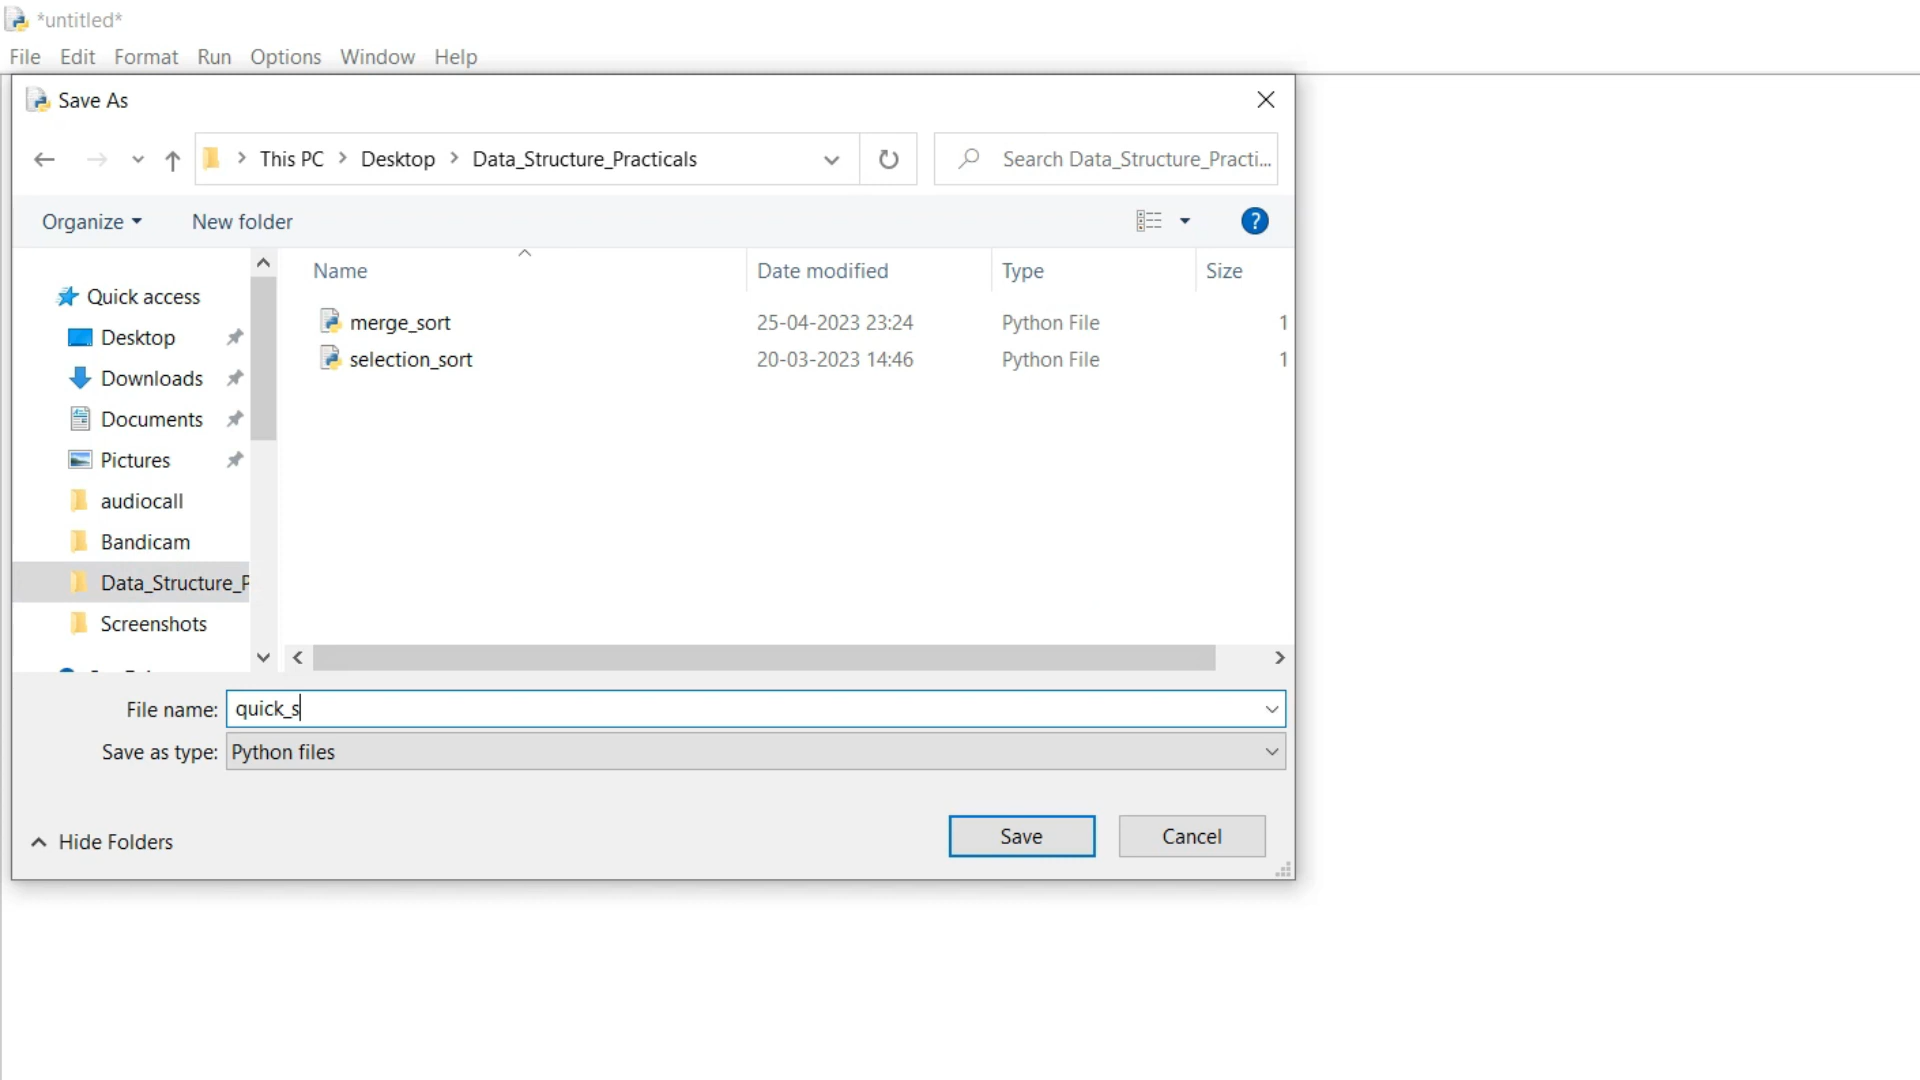 *untitled*
File Edit Format Run Options Window Help
Save As
This PC > Desktop > Data_Structure_Practicals
Search Data_Structure_Practi...
Organize New folder
Name Date modified Type Size
Quick access
Desktop
Downloads
Documents
Pictures
audiocall
Bandicam
Data_Structure_P
Screenshots
merge_sort 25-04-2023 23:24 Python File 1
selection_sort 20-03-2023 14:46 Python File 1
File name: quick_s
Save as type: Python files
Hide Folders
Save Cancel